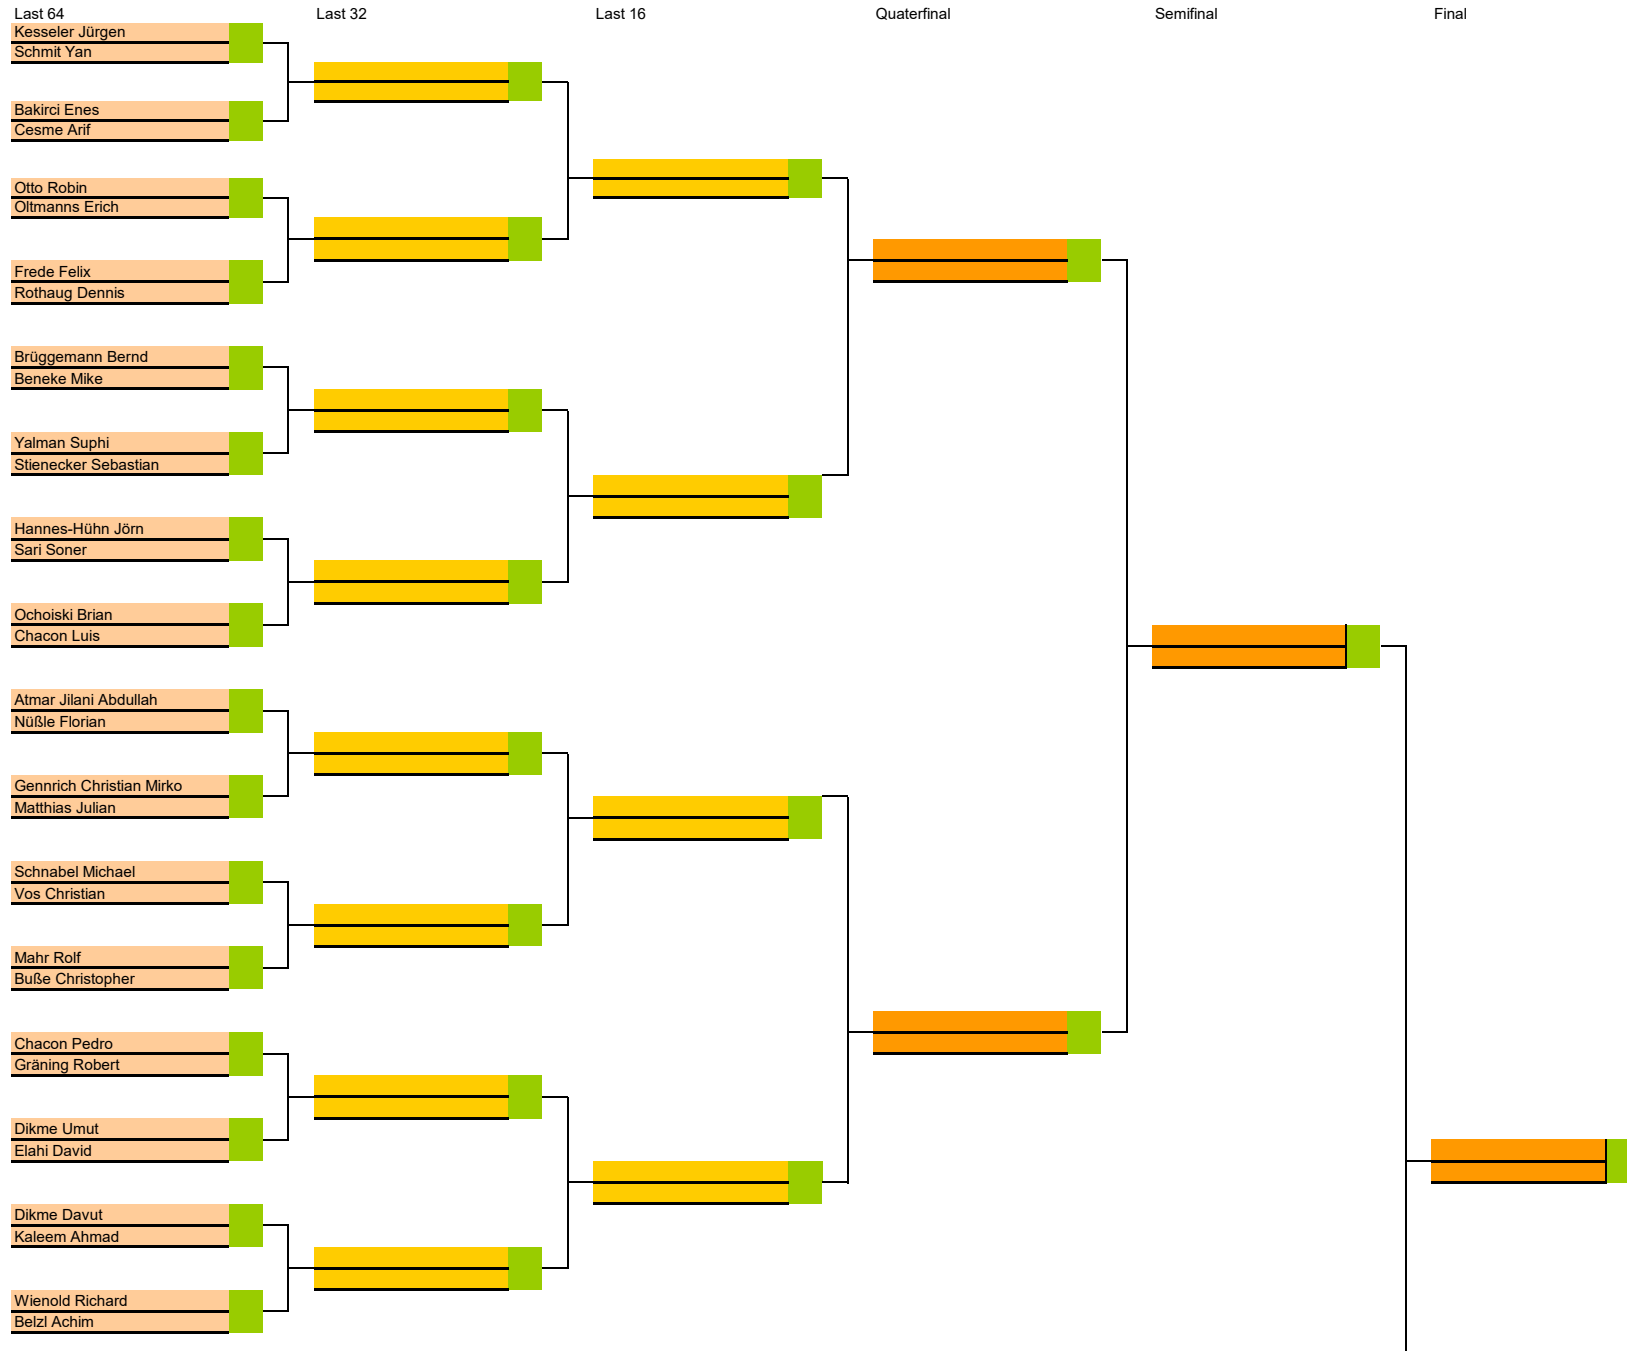 Last 64
Last 32
Last 16
Quaterfinal
Semifinal
Final
Kesseler Jürgen
Schmit Yan
Bakirci Enes
Cesme Arif
Otto Robin
Oltmanns Erich
Frede Felix
Rothaug Dennis
Brüggemann Bernd
Beneke Mike
Yalman Suphi
Stienecker Sebastian
Hannes-Hühn Jörn
Sari Soner
Ochoiski Brian
Chacon Luis
Atmar Jilani Abdullah
Nüßle Florian
Gennrich Christian Mirko
Matthias Julian
Schnabel Michael
Vos Christian
Mahr Rolf
Buße Christopher
Chacon Pedro
Gräning Robert
Dikme Umut
Elahi David
Dikme Davut
Kaleem Ahmad
Wienold Richard
Belzl Achim